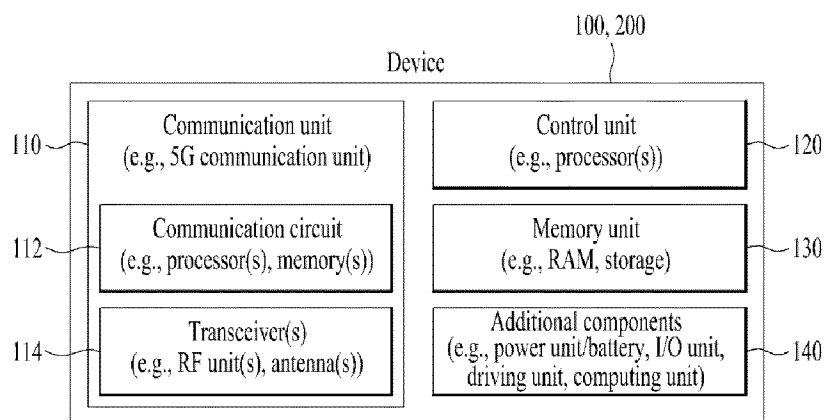 100, 200
Device
110
Communication unit
(e.g., 5G communication unit)
Control unit
(e.g., processor(s))
120
112
Communication circuit
(e.g., processor(s), memory(s))
Memory unit
(e.g., RAM, storage)
130
114
Transceiver(s)
(e.g., RF unit(s), antenna(s))
Additional components
(e.g., power unit/battery, I/O unit,
driving unit, computing unit)
140